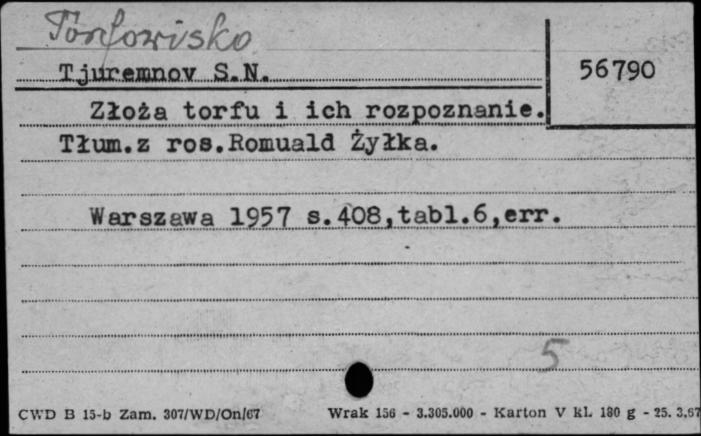 Torfowisko
Tjuremnov S.N.
56790
Złoża torfu i ich rozpoznanie.
Tłum.z ros.Romuald Żyłka.
Warszawa 1957 s.408,tabl.6,err.
5
CWD B 15-b Zam. 307/WD/On/67 Wrak 156 - 3.305.000 - Karton V kl. 180 g - 25. 3.67